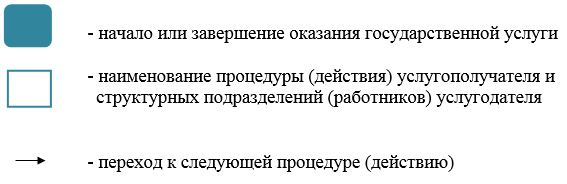 - начало или завершение оказания государственной услуги
- наименование процедуры (действия) услугополучателя и
структурных подразделений (работников) услугодателя
- переход к следующей процедуре (действию)